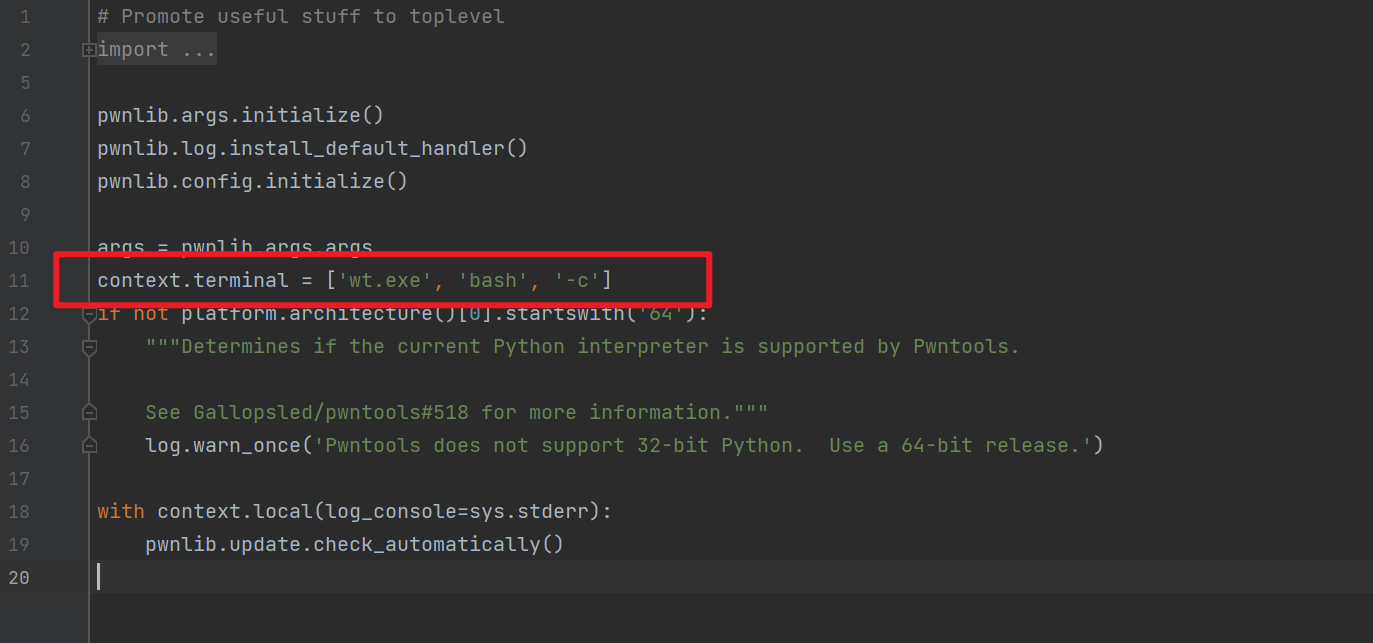 1 # Promote useful stuff to toplevel
2 import ...
5
6 pwnlib.args.initialize()
7 pwnlib.log.install_default_handler()
8 pwnlib.config.initialize()
9
10 args = pwnlib.args.args
11 context.terminal = ['wt.exe', 'bash', '-c']
12 if not platform.architecture()[0].startswith('64'):
13     """Determines if the current Python interpreter is supported by Pwntools.
14
15     See Gallopsled/pwntools#518 for more information."""
16     log.warn_once('Pwntools does not support 32-bit Python.  Use a 64-bit release.')
17
18 with context.local(log_console=sys.stderr):
19     pwnlib.update.check_automatically()
20